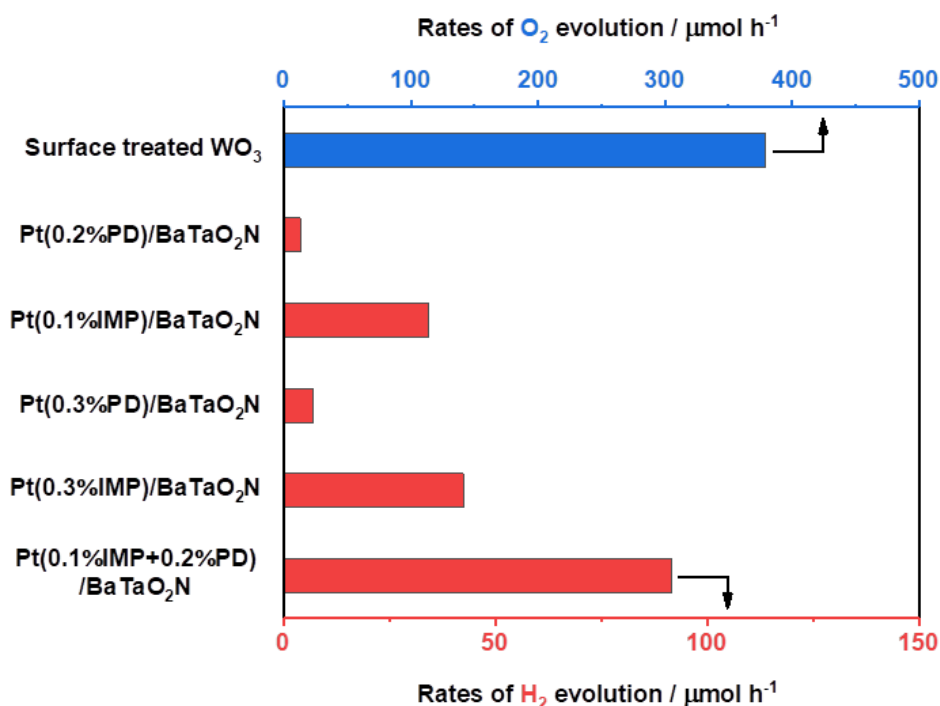 Rates of O₂ evolution / μmol h⁻¹
0 100 200 300 400 500
Surface treated WO₃
Pt(0.2%PD)/BaTaO₂N
Pt(0.1%IMP)/BaTaO₂N
Pt(0.3%PD)/BaTaO₂N
Pt(0.3%IMP)/BaTaO₂N
Pt(0.1%IMP+0.2%PD)
/BaTaO₂N
0 50 100 150
Rates of H₂ evolution / μmol h⁻¹